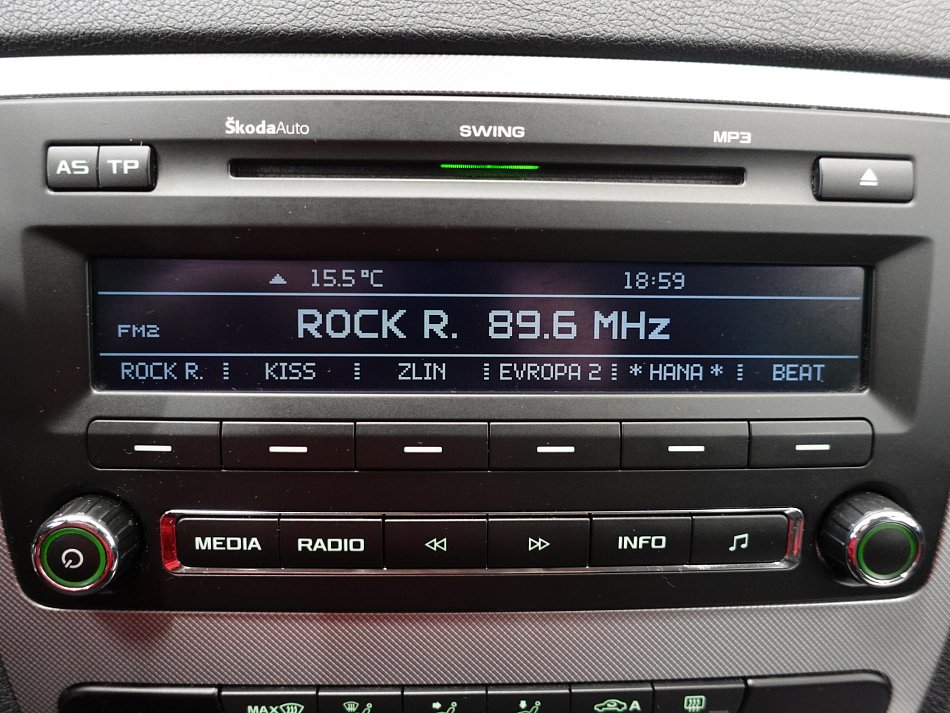 ŠkodaAuto SWING MP3
AS TP
15.5°C 18:59
FM2 ROCK R. 89.6 MHz
ROCK R. KISS ZLIN EVROPA 2 *HANA* BEAT
MEDIA RADIO INFO
MAX A